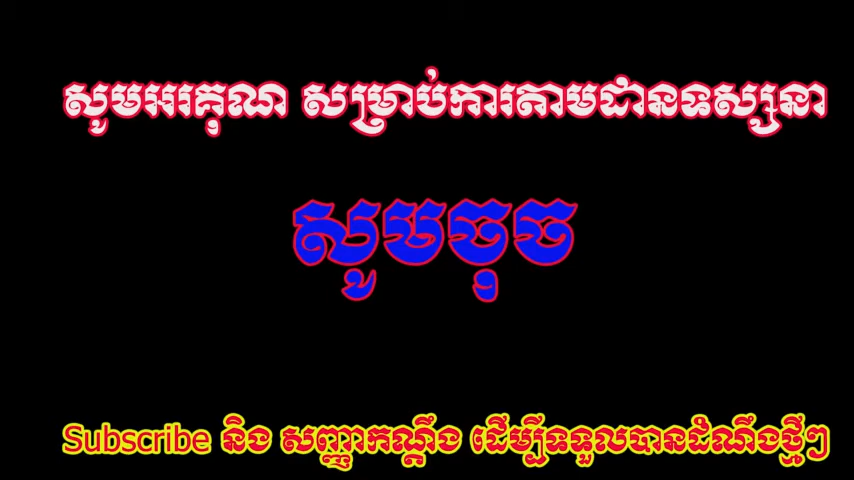 សូមអរគុណ សម្រាប់ការតាមដានទស្សនា
សូមចុច
Subscribe និង សញ្ញាកណ្តឹង ដើម្បីទទួលបានដំណឹងថ្មីៗ